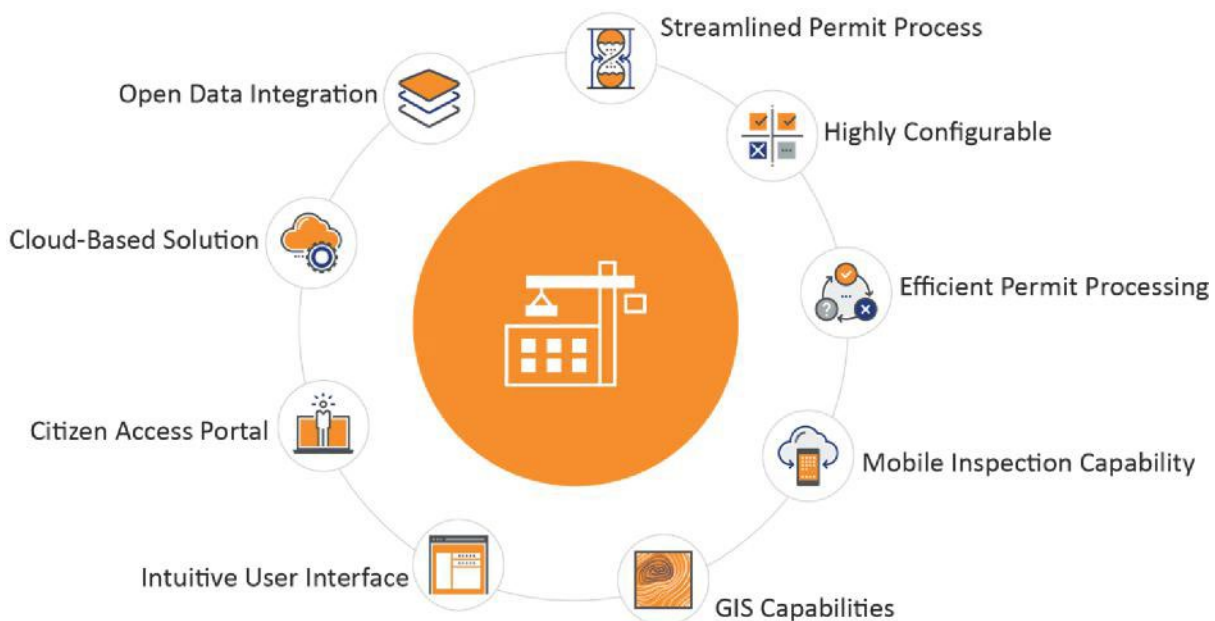 Streamlined Permit Process
Open Data Integration
Highly Configurable
Cloud-Based Solution
Efficient Permit Processing
Citizen Access Portal
Mobile Inspection Capability
Intuitive User Interface
GIS Capabilities